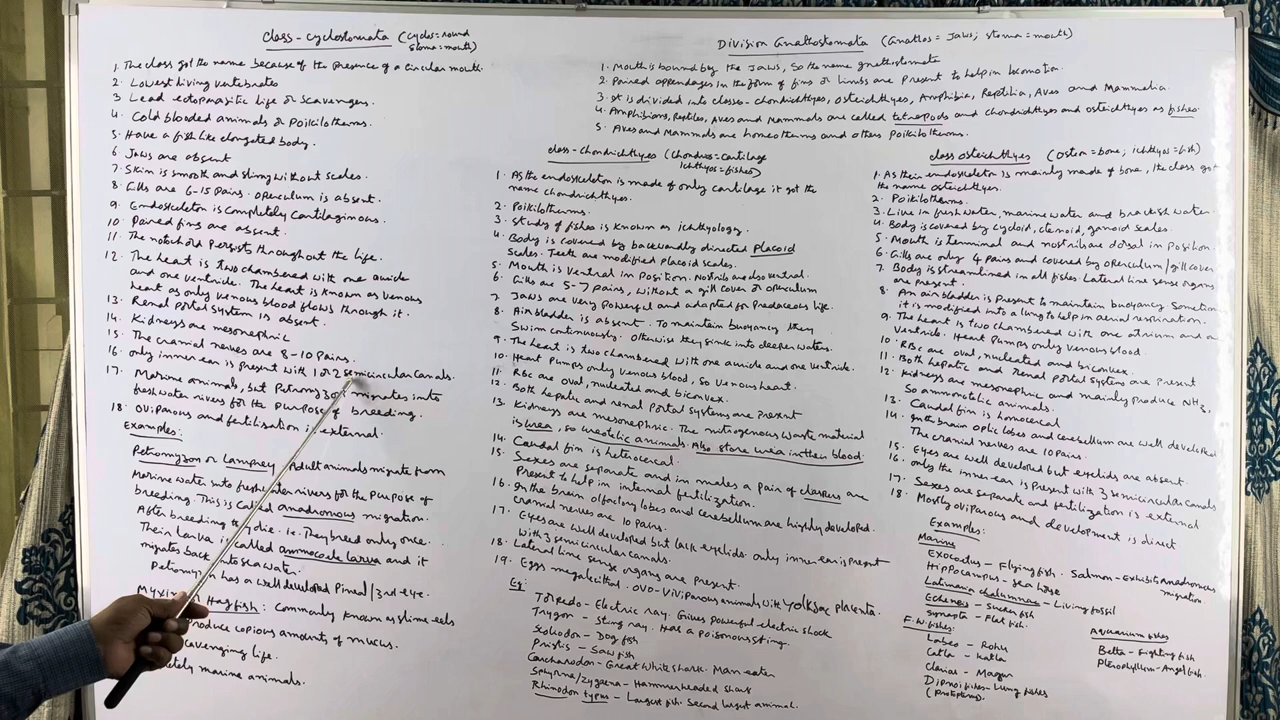 Class - Cyclostomata (Cyclos = round
Stoma = mouth)
1. The class got the name because of the presence of a circular mouth.
2. Lowest living vertebrates
3. Lead ectoparasitic life or Scavengers.
4. Cold blooded animals or Poikilotherms.
5. Have a fish like elongated body.
6. Jaws are absent
7. Skin is smooth and slimy without scales.
8. Gills are 6-15 pairs. Operculum is absent.
9. Endoskeleton is completely Cartilaginous.
10. Paired fins are absent.
11. The notochord persists throughout the life.
12. The heart is two chambered with one auricle
and one ventricle. The heart is known as venous
heart as only venous blood flows through it.
13. Renal Portal System is absent.
14. Kidneys are mesonephric
15. The cranial nerves are 8-10 Pairs.
16. only inner ear is present with 1 or 2 semicircular canals.
17. Marine animals, but Petromyzon migrates into
freshwater rivers for the purpose of breeding.
18. Oviparous and fertilisation is external.
Examples:
Petromyzon or Lamprey Adult animals migrate from
Marine water into freshwater rivers for the purpose of
breeding. This is called anadromous migration.
After breeding they die. i.e. They breed only once.
Their larva is called ammocate larva and it
migrates back into sea water.
Petromyzon has a well developed Pineal / 3rd eye.
Hagfish: Commonly known as slime-eels
produce copious amounts of mucus.
scavenging life.
marine animals.
Division Gnathostomata (Gnathos = Jaws; stoma = mouth)
1. Mouth is bound by the Jaws, So the name gnathostomata
2. Paired appendages in the form of fins or limbs are present to help in locomotion.
3. It is divided into classes - chondrichthyes, osteichthyes, Amphibia, Reptilia, Aves and Mammalia.
4. Amphibians, Reptiles, Aves and Mammals are called tetrapods and chondrichthyes and osteichthyes as fishes.
5. Aves and Mammals are homeotherms and others Poikilotherms.
class - Chondrichthyes (Chondros = cartilage
ichthyos = fishes)
1. As the endoskeleton is made of only cartilage it got the
name chondrichthyes.
2. Poikilotherms.
3. Study of fishes is known as ichthyology.
4. Body is covered by backwardly directed Placoid
Scales. Teeth are modified placoid scales.
5. Mouth is ventral in Position. Nostrils are also ventral.
6. Gills are 5-7 pairs, without a gill cover or operculum
7. Jaws are very powerful and adapted for Predaceous life.
8. Air bladder is absent. To maintain buoyancy they
Swim continuously. otherwise they sink into deeper waters.
9. The heart is two chambered with one auricle and one ventricle.
10. Heart Pumps only venous blood, so venous heart.
11. RBC are oval, nucleated and biconvex.
12. Both hepatic and renal portal systems are present
13. Kidneys are mesonephric. The nitrogenous waste material
is urea, so ureotelic animals. Also store urea in their blood.
14. Caudal fin is heterocercal.
15. Sexes are separate and in males a pair of claspers are
Present to help in internal fertilization.
16. In the brain olfactory lobes and cerebellum are highly developed.
Cranial nerves are 10 pairs.
17. Eyes are well developed but lack eyelids. only inner ear is present
with 3 semicircular canals.
18. Lateral line sense organs are present.
19. Eggs megalecithal. Ovo-viviparous animals with yolk sac placenta.
Eg:
Torpedo - Electric ray. Gives Powerful electric shock
Trygon - Sting ray. Has a poisonous sting.
Scoliodon - Dog fish
Pristis - Saw fish
Carcharodon - Great White shark. Man eater
Sphyrna/zygaena - Hammerheaded shark
Rhinodon typus - Largest fish. Second largest animal.
class osteichthyes (Osteon = bone; ichthyos = fish)
1. As their endoskeleton is mainly made of bone, the class got
the name osteichthyes.
2. Poikilotherms.
3. Live in freshwater, marine water and brackish water.
4. Body is covered by cycloid, ctenoid, ganoid scales.
5. Mouth is terminal and nostrils are dorsal in position.
6. Gills are only 4 pairs and covered by operculum/gill cover
7. Body is streamlined in all fishes. Lateral line sense organs
are present.
8. An air bladder is present to maintain buoyancy. Sometimes
it is modified into a lung to help in aerial respiration.
9. The heart is two chambered with one atrium and one
Ventricle. Heart Pumps only venous blood.
10. RBC are oval, nucleated and biconvex.
11. Both hepatic and Renal Portal System are present
12. Kidneys are mesonephric and mainly produce NH3,
So ammonotelic animals.
13. Caudal fin is homocercal
14. In the brain optic lobes and cerebellum are well developed
The cranial nerves are 10 pairs.
15. Eyes are well developed but eyelids are absent.
16. only the inner ear is Present with 3 semicircular canals
17. Sexes are separate and fertilization is external
18. Mostly oviparous and development is direct
Examples:
Marine
Exocoetus - Flying fish. Salmon - exhibits Anadromous
migration.
Hippocampus - Sea horse
Latimaria chalumnae - Living fossil
Echeneis - Sucker fish
Synapta - Flat fish.
F.W. fishes:
Labeo - Rohu
Catla - Katla
Clarias - Magur
Dipnoi fishes - Lung fishes
(Protopterus)
Aquarium fishes
Betta - Fighting fish
Pterophyllum - Angel fish.